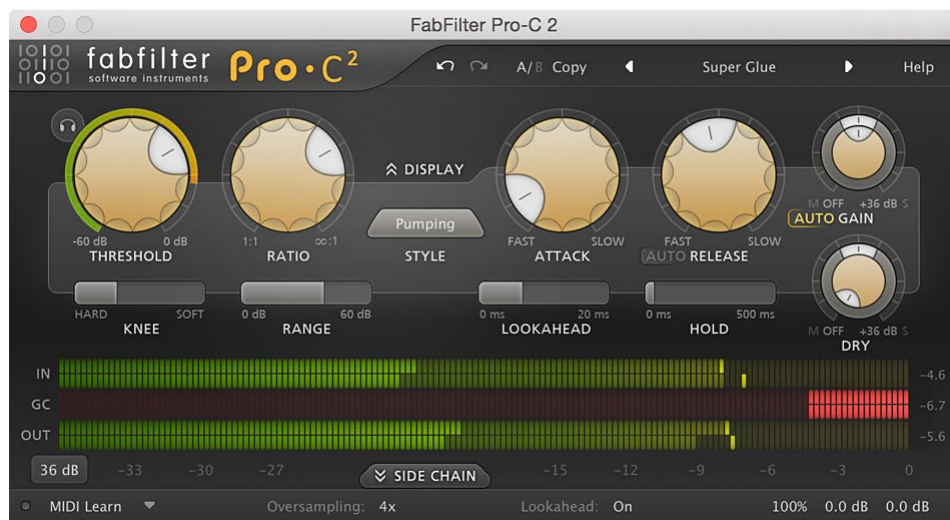 FabFilter Pro-C 2
fabfilter
software instruments
Pro·C²
A/B Copy
Super Glue
Help
DISPLAY
-60 dB 0 dB
THRESHOLD
1:1 ∞:1
RATIO
Pumping
STYLE
FAST SLOW
ATTACK
FAST SLOW
AUTO RELEASE
M OFF +36 dB S
AUTO GAIN
HARD SOFT
KNEE
0 dB 60 dB
RANGE
0 ms 20 ms
LOOKAHEAD
0 ms 500 ms
HOLD
M OFF +36 dB S
DRY
IN -4.6
GC -6.7
OUT -5.6
36 dB -33 -30 -27 SIDE CHAIN -15 -12 -9 -6 -3 0
MIDI Learn Oversampling: 4x Lookahead: On 100% 0.0 dB 0.0 dB